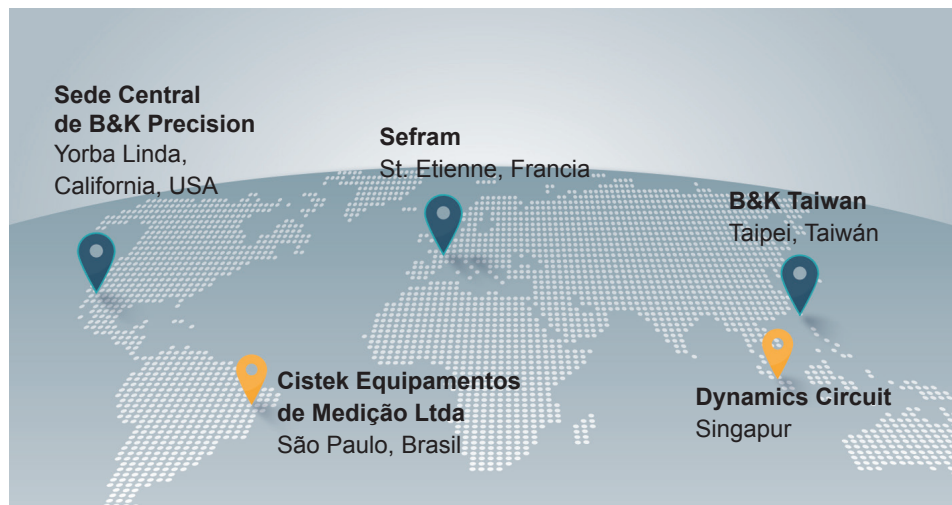 Sede Central
de B&K Precision
Yorba Linda,
California, USA
Sefram
St. Etienne, Francia
B&K Taiwan
Taipei, Taiwán
Cistek Equipamentos
de Medição Ltda
São Paulo, Brasil
Dynamics Circuit
Singapur